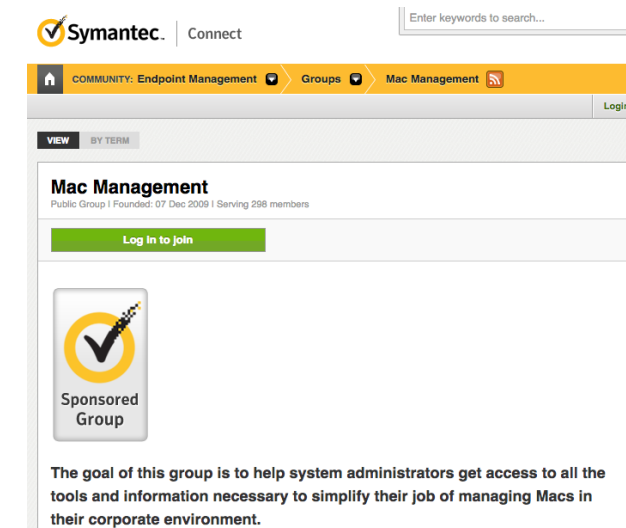 Symantec™ Connect
Enter keywords to search...
COMMUNITY: Endpoint Management Groups Mac Management
Login
VIEW BY TERM
Mac Management
Public Group | Founded: 07 Dec 2009 | Serving 298 members
Log in to join
Sponsored
Group
The goal of this group is to help system administrators get access to all the
tools and information necessary to simplify their job of managing Macs in
their corporate environment.